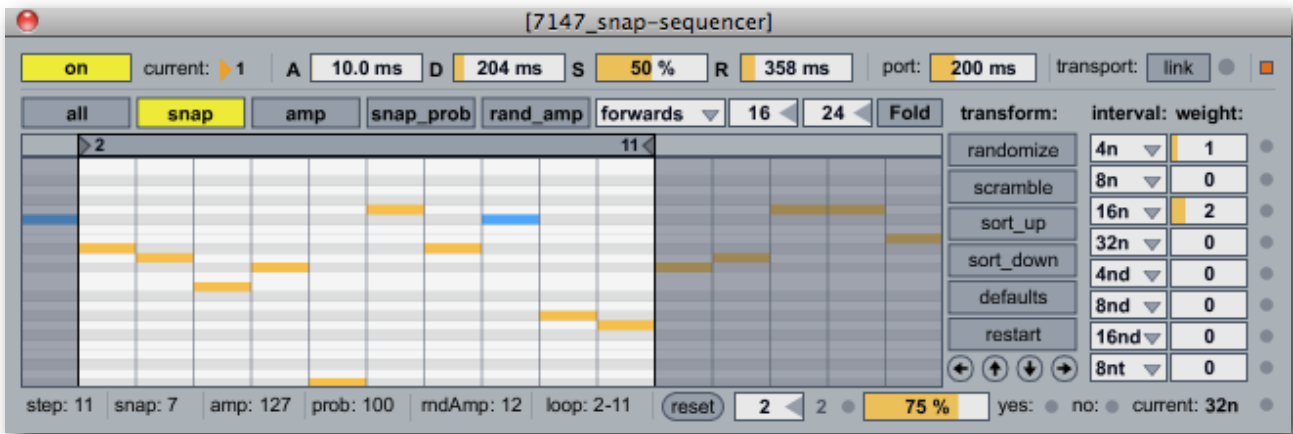 [7147_snap-sequencer]
on current: 1 A 10.0 ms D 204 ms S 50 % R 358 ms port: 200 ms transport: link
all snap amp snap_prob rand_amp forwards 16 24 Fold transform: interval: weight:
2 11 randomize 4n 1
scramble 8n 0
sort_up 16n 2
sort_down 32n 0
4nd 0
defaults 8nd 0
restart 16nd 0
8nt 0
step: 11 snap: 7 amp: 127 prob: 100 rndAmp: 12 loop: 2-11 reset 2 2 75 % yes: no: current: 32n